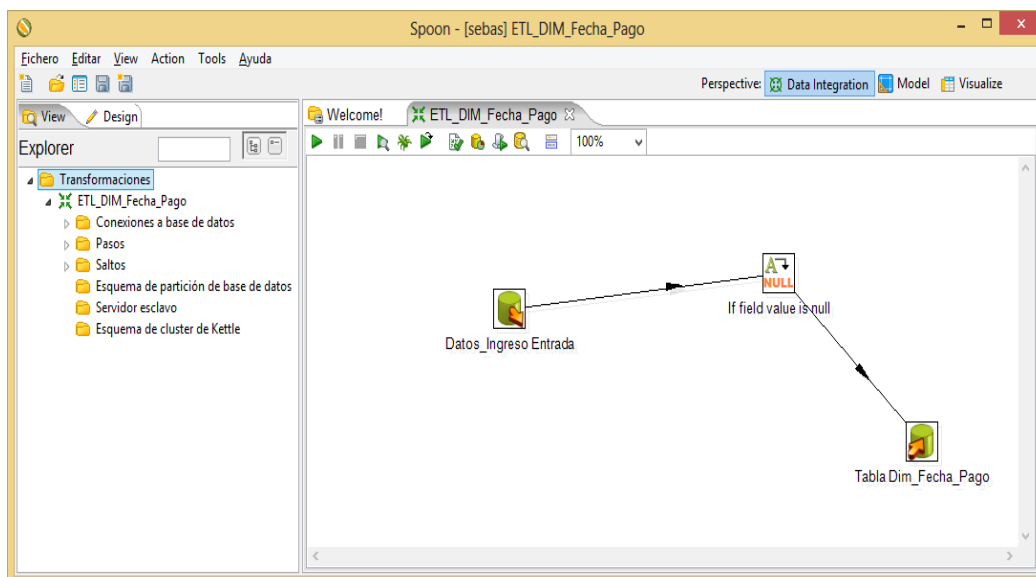 Spoon - [sebas] ETL_DIM_Fecha_Pago
Fichero Editar View Action Tools Ayuda
Perspective: Data Integration Model Visualize
View Design
Welcome! ETL_DIM_Fecha_Pago
Explorer
100%
Transformaciones
ETL_DIM_Fecha_Pago
Conexiones a base de datos
Pasos
Saltos
Esquema de partición de base de datos
Servidor esclavo
Esquema de cluster de Kettle
A
NULL
If field value is null
Datos_Ingreso Entrada
Tabla Dim_Fecha_Pago